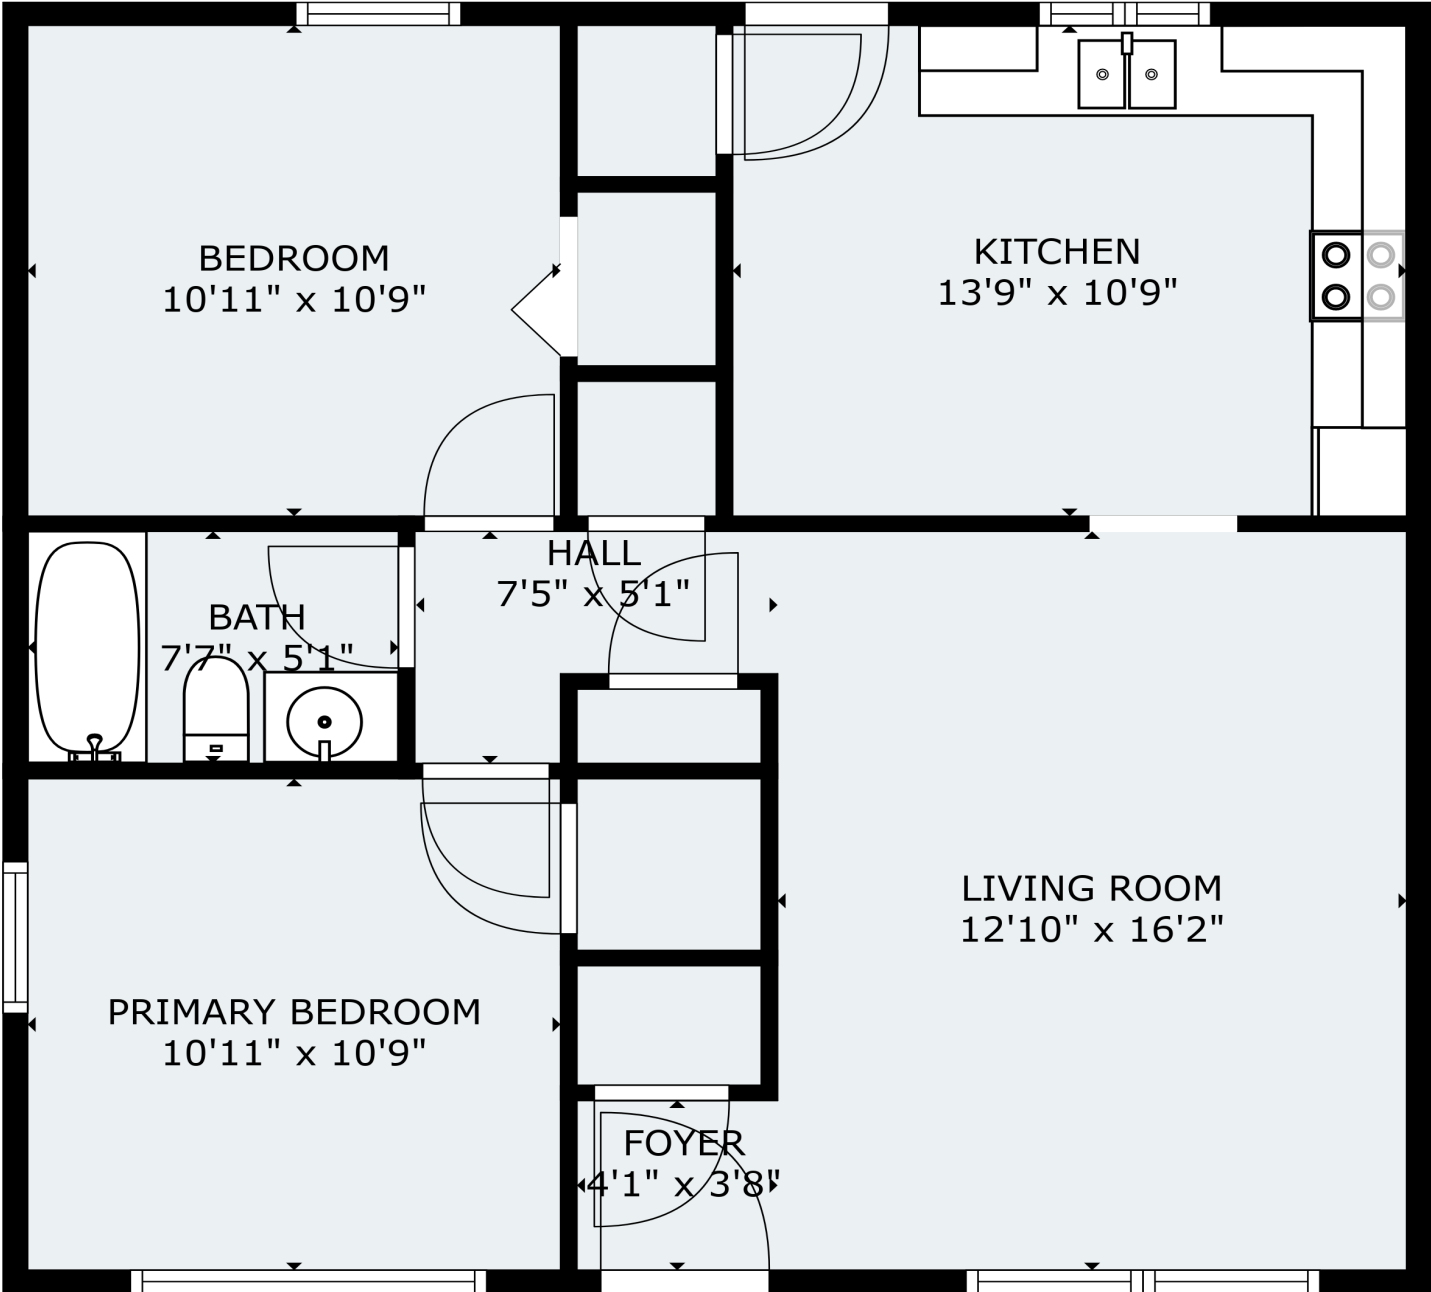 BEDROOM
10'11" x 10'9"
KITCHEN
13'9" x 10'9"
HALL
7'5" x 5'1"
BATH
7'7" x 5'1"
LIVING ROOM
12'10" x 16'2"
PRIMARY BEDROOM
10'11" x 10'9"
FOYER
4'1" x 3'8"